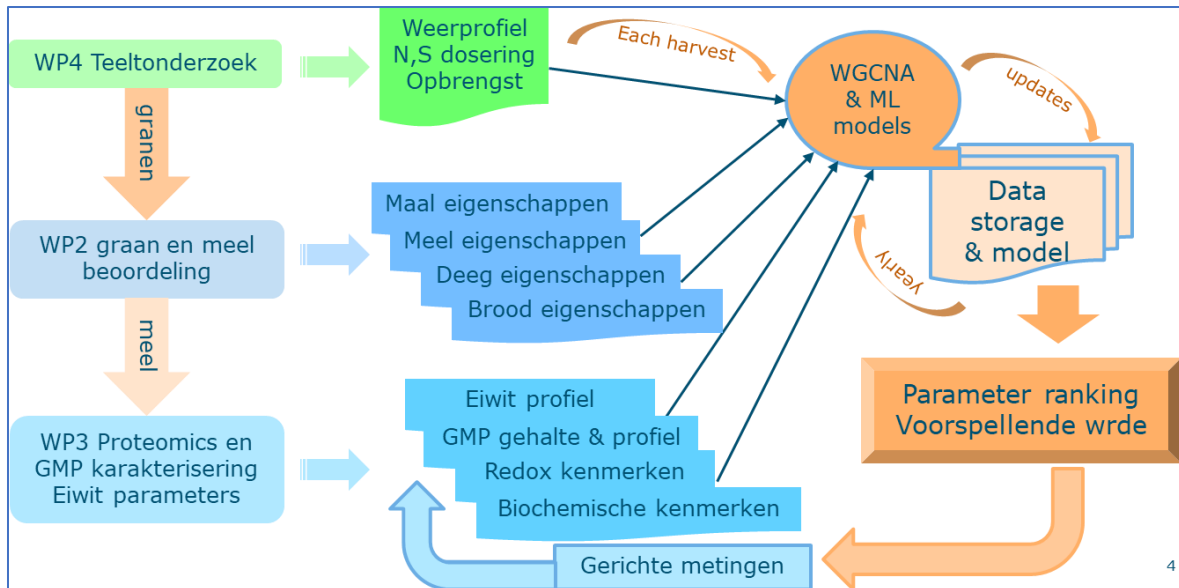 WP4 Teeltonderzoek
Weerprofiel
N,S dosering
Opbrengst
Each harvest
WGCNA
& ML
models
updates
granen
Data
storage
& model
yearly
WP2 graan en meel
beoordeling
Maal eigenschappen
Meel eigenschappen
Deeg eigenschappen
Brood eigenschappen
meel
WP3 Proteomics en
GMP karakterisering
Eiwit parameters
Eiwit profiel
GMP gehalte & profiel
Redox kenmerken
Biochemische kenmerken
Parameter ranking
Voorspellende wrde
Gerichte metingen
4